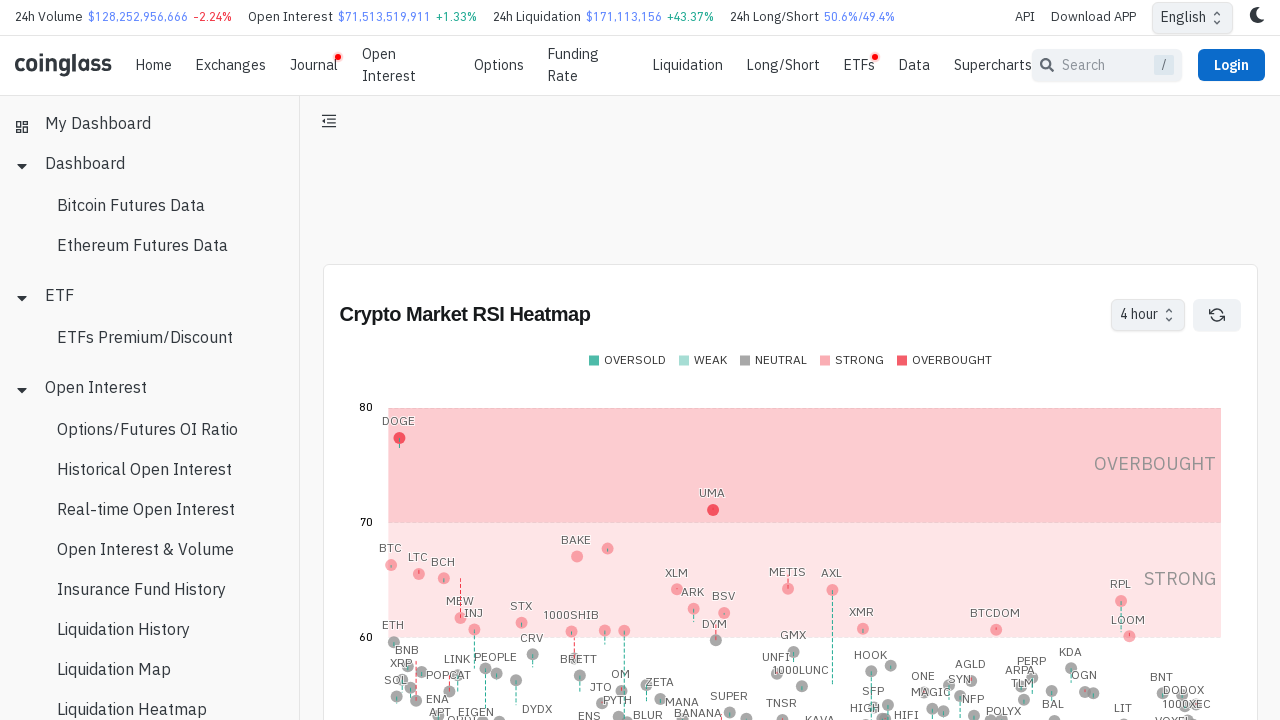 24h Volume $128,252,956,666 -2.24% Open Interest $71,513,519,911 +1.33% 24h Liquidation $171,113,156 +43.37% 24h Long/Short 50.6%/49.4% API Download APP English
coinglass Home Exchanges Journal Open Interest Options Funding Rate Liquidation Long/Short ETFs Data Supercharts Search / Login
My Dashboard
Dashboard
Bitcoin Futures Data
Ethereum Futures Data
ETF
ETFs Premium/Discount
Open Interest
Options/Futures OI Ratio
Historical Open Interest
Real-time Open Interest
Open Interest & Volume
Insurance Fund History
Liquidation History
Liquidation Map
Liquidation Heatmap
Crypto Market RSI Heatmap
4 hour
OVERSOLD WEAK NEUTRAL STRONG OVERBOUGHT
80
DOGE
OVERBOUGHT
UMA
70
BAKE
BTC
LTC
BCH
XLM
METIS
AXL
STRONG
RPL
ARK
BSV
MEW
STX
INJ
1000SHIB
XMR
BTCDOM
LOOM
ETH
DYM
60
CRV
GMX
BNB
KDA
HOOK
UNFI
LINK
PEOPLE
BRETT
XRP
PERP
AGLD
1000LUNC
ARPA
POPCAT
OM
OGN
ONE
BNT
SOL
SYN
ZETA
TLM
JTO
SFP
MAGIC
DODOX
SUPER
ENA
PYTH
MANA
NFP
TNSR
BAL
1000XEC
HIGH
LIT
APT
EIGEN
DYDX
BANANA
POLYX
ENS
BLUR
HIFI
KAVA